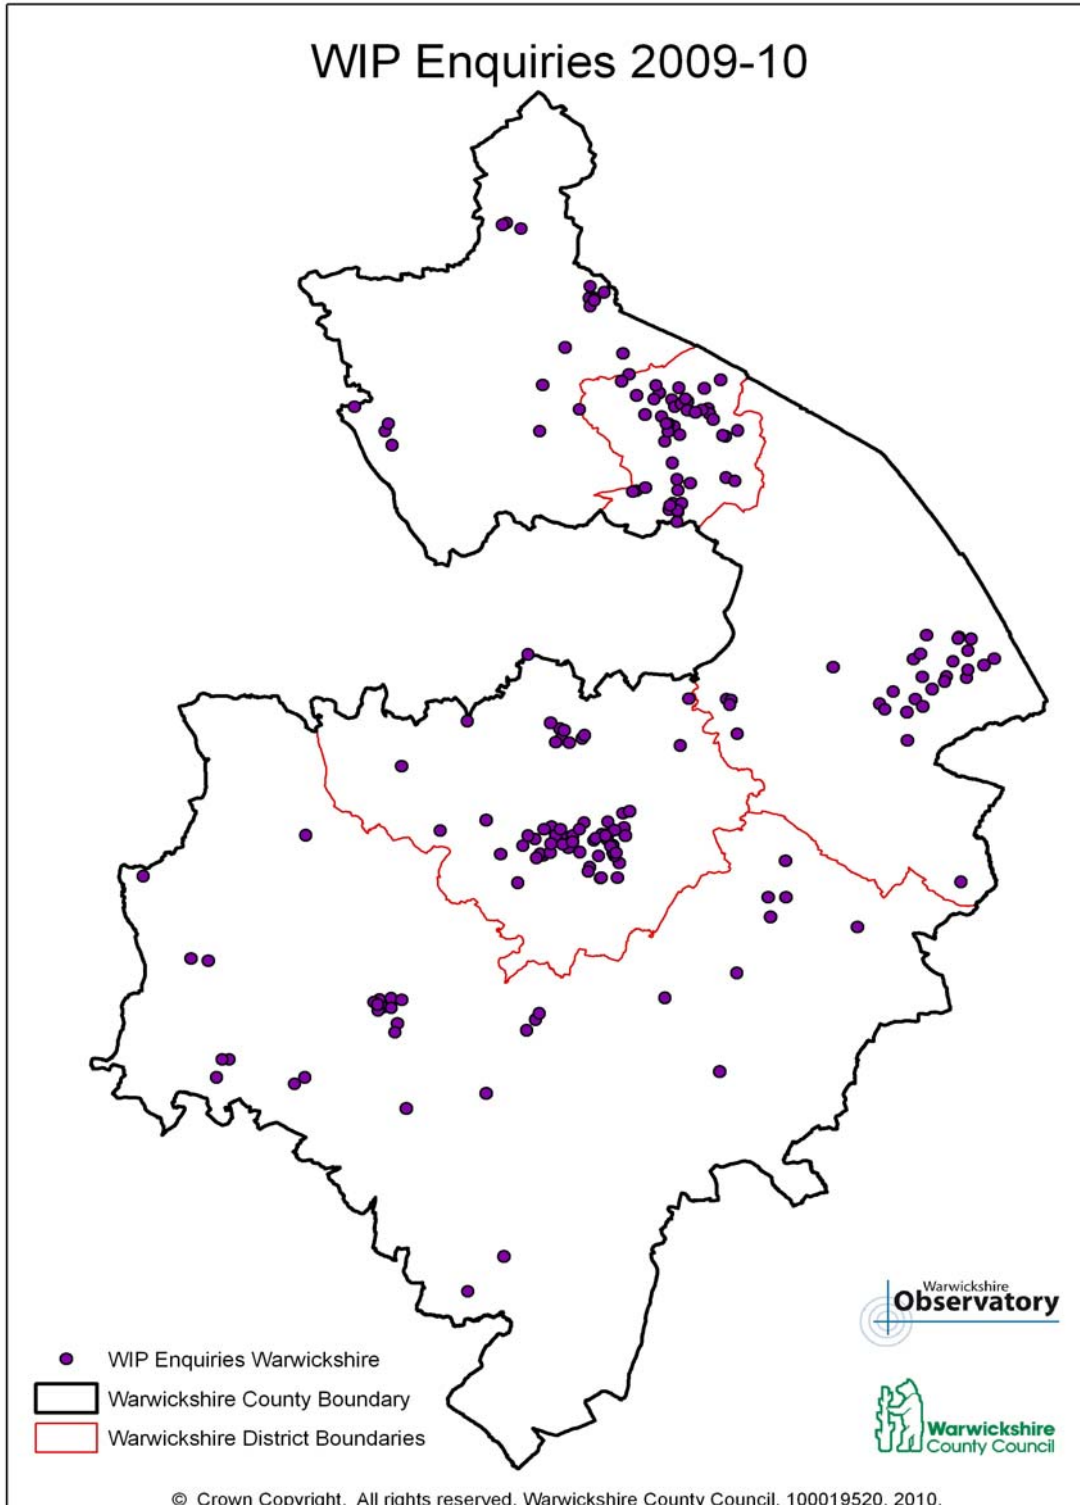 WIP Enquiries 2009-10
Warwickshire
Observatory
WIP Enquiries Warwickshire
Warwickshire County Boundary
Warwickshire District Boundaries
Warwickshire
County Council
© Crown Copyright. All rights reserved. Warwickshire County Council, 100019520, 2010.